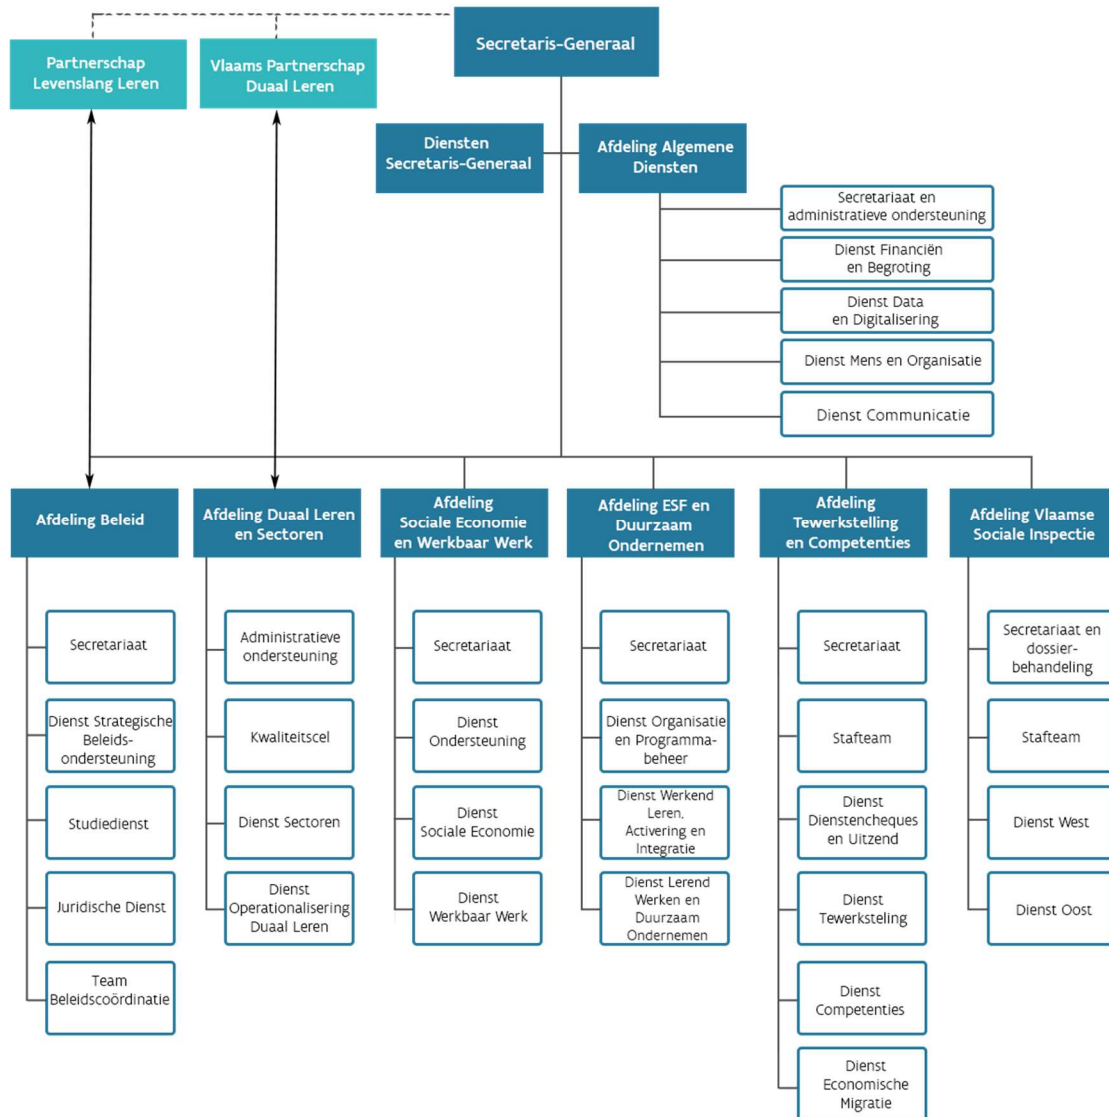 Secretaris-Generaal
Partnerschap
Levenslang Leren
Vlaams Partnerschap
Duaal Leren
Diensten
Secretaris-Generaal
Afdeling Algemene
Diensten
Secretariaat en
administratieve ondersteuning
Dienst Financiën
en Begroting
Dienst Data
en Digitalisering
Dienst Mens en Organisatie
Dienst Communicatie
Afdeling Beleid
Secretariaat
Dienst Strategische
Beleids-
ondersteuning
Studiedienst
Juridische Dienst
Team
Beleidscoördinatie
Afdeling Duaal Leren
en Sectoren
Administratieve
ondersteuning
Kwaliteitscel
Dienst Sectoren
Dienst
Operationalisering
Duaal Leren
Afdeling
Sociale Economie
en Werkbaar Werk
Secretariaat
Dienst
Ondersteuning
Dienst
Sociale Economie
Dienst
Werkbaar Werk
Afdeling ESF en
Duurzaam
Ondernemen
Secretariaat
Dienst Organisatie
en Programma-
beheer
Dienst Werkend
Leren,
Activering en
Integratie
Dienst Lerend
Werken en
Duurzaam
Ondernemen
Afdeling
Tewerkstelling
en Competenties
Secretariaat
Stafteam
Dienst
Dienstencheques
en Uitzend
Dienst
Tewerksteling
Dienst
Competenties
Dienst
Economische
Migratie
Afdeling Vlaamse
Sociale Inspectie
Secretariaat en
dossier-
behandeling
Stafteam
Dienst West
Dienst Oost